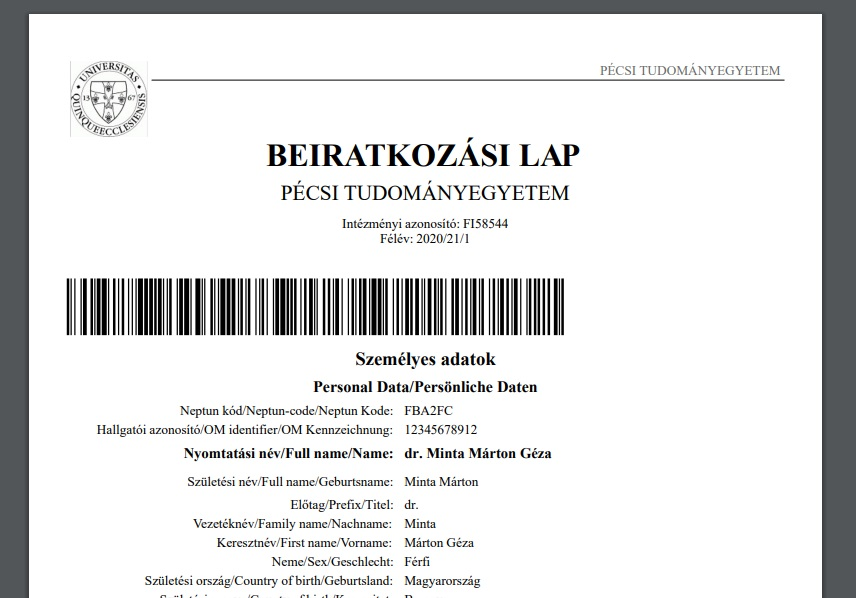 PÉCSI TUDOMÁNYEGYETEM
UNIVERSITAS
13 67
QUINQUEECCLESIENSIS
BEIRATKOZÁSI LAP
PÉCSI TUDOMÁNYEGYETEM
Intézményi azonosító: FI58544
Félév: 2020/21/1
Személyes adatok
Personal Data/Persönliche Daten
Neptun kód/Neptun-code/Neptun Kode: FBA2FC
Hallgatói azonosító/OM identifier/OM Kennzeichnung: 12345678912
Nyomtatási név/Full name/Name: dr. Minta Márton Géza
Születési név/Full name/Geburtsname: Minta Márton
Előtag/Prefix/Titel: dr.
Vezetéknév/Family name/Nachname: Minta
Keresztnév/First name/Vorname: Márton Géza
Neme/Sex/Geschlecht: Férfi
Születési ország/Country of birth/Geburtsland: Magyarország